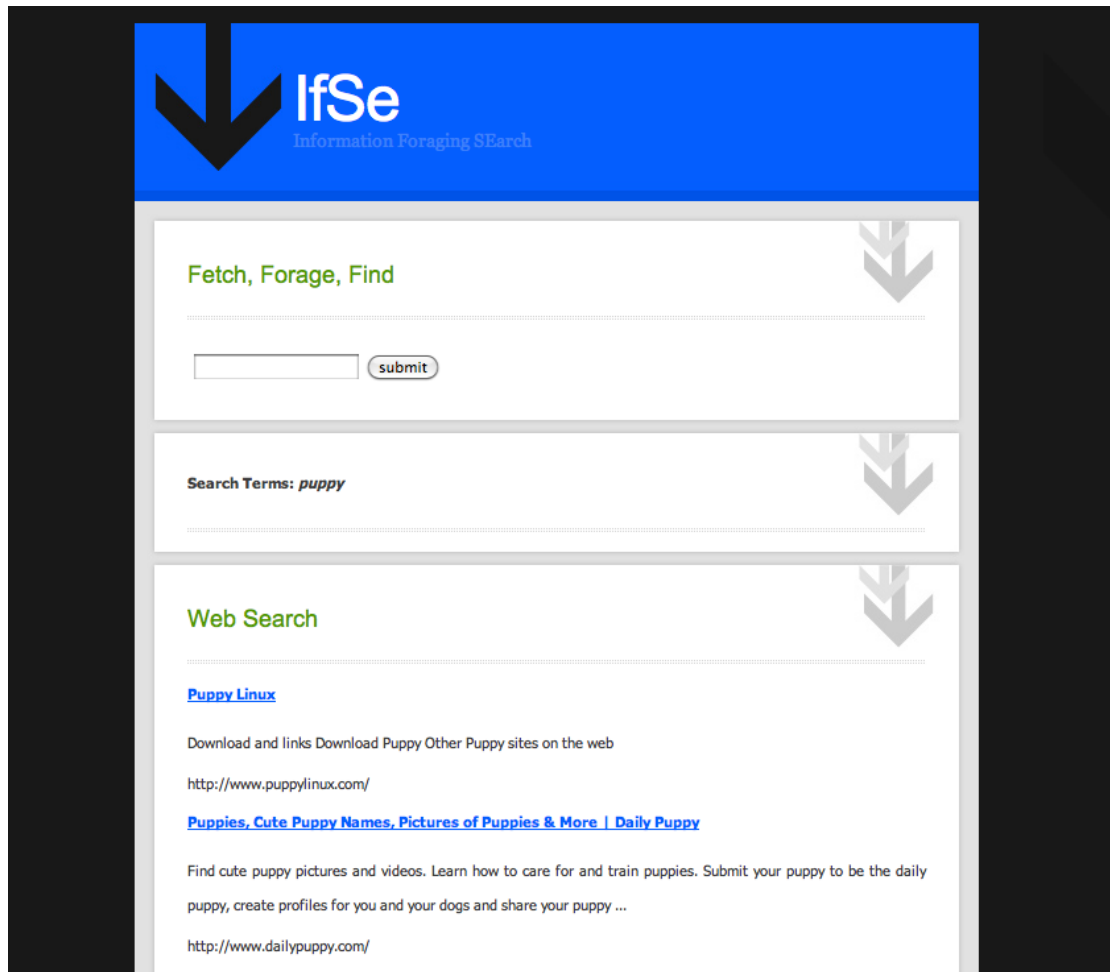 IfSe
Information Foraging SEarch
Fetch, Forage, Find
submit
Search Terms: puppy
Web Search
Puppy Linux
Download and links Download Puppy Other Puppy sites on the web
http://www.puppylinux.com/
Puppies, Cute Puppy Names, Pictures of Puppies & More | Daily Puppy
Find cute puppy pictures and videos. Learn how to care for and train puppies. Submit your puppy to be the daily
puppy, create profiles for you and your dogs and share your puppy ...
http://www.dailypuppy.com/